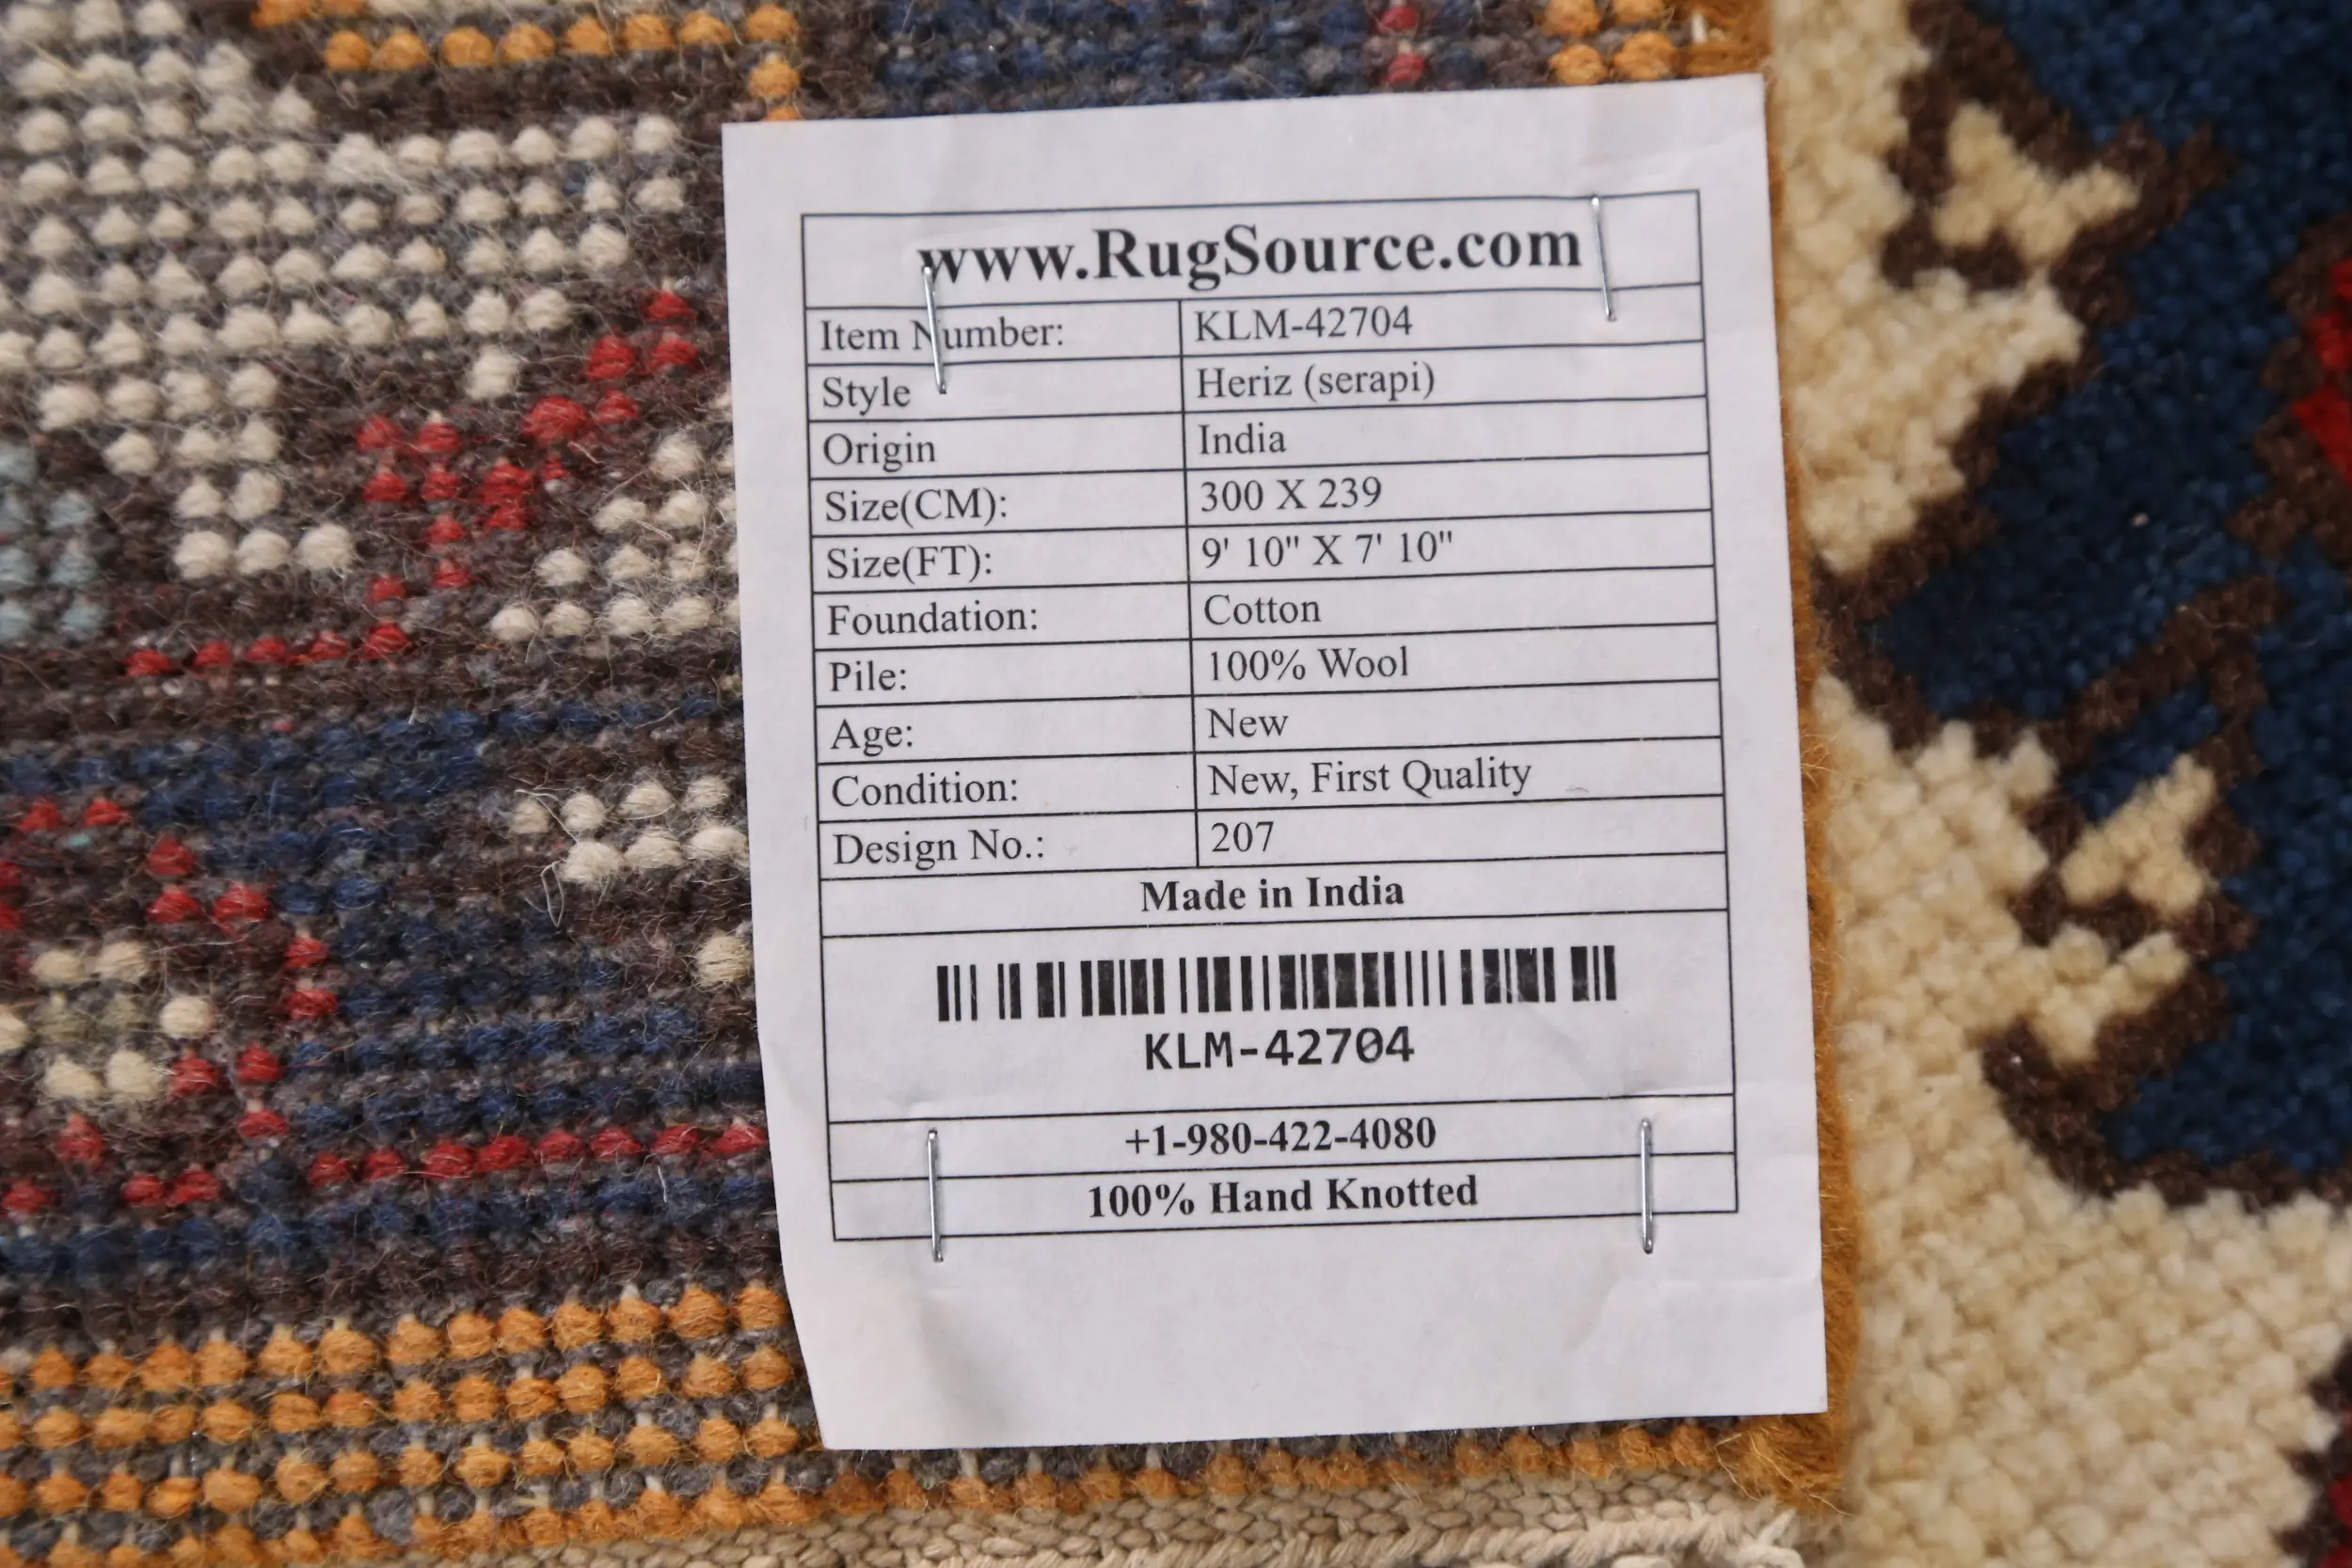 www.RugSource.com
Item Number: KLM-42704
Style Heriz (serapi)
Origin India
Size(CM): 300 X 239
Size(FT): 9' 10" X 7' 10"
Foundation: Cotton
Pile: 100% Wool
Age: New
Condition: New, First Quality
Design No.: 207
Made in India
KLM-42704
+1-980-422-4080
100% Hand Knotted